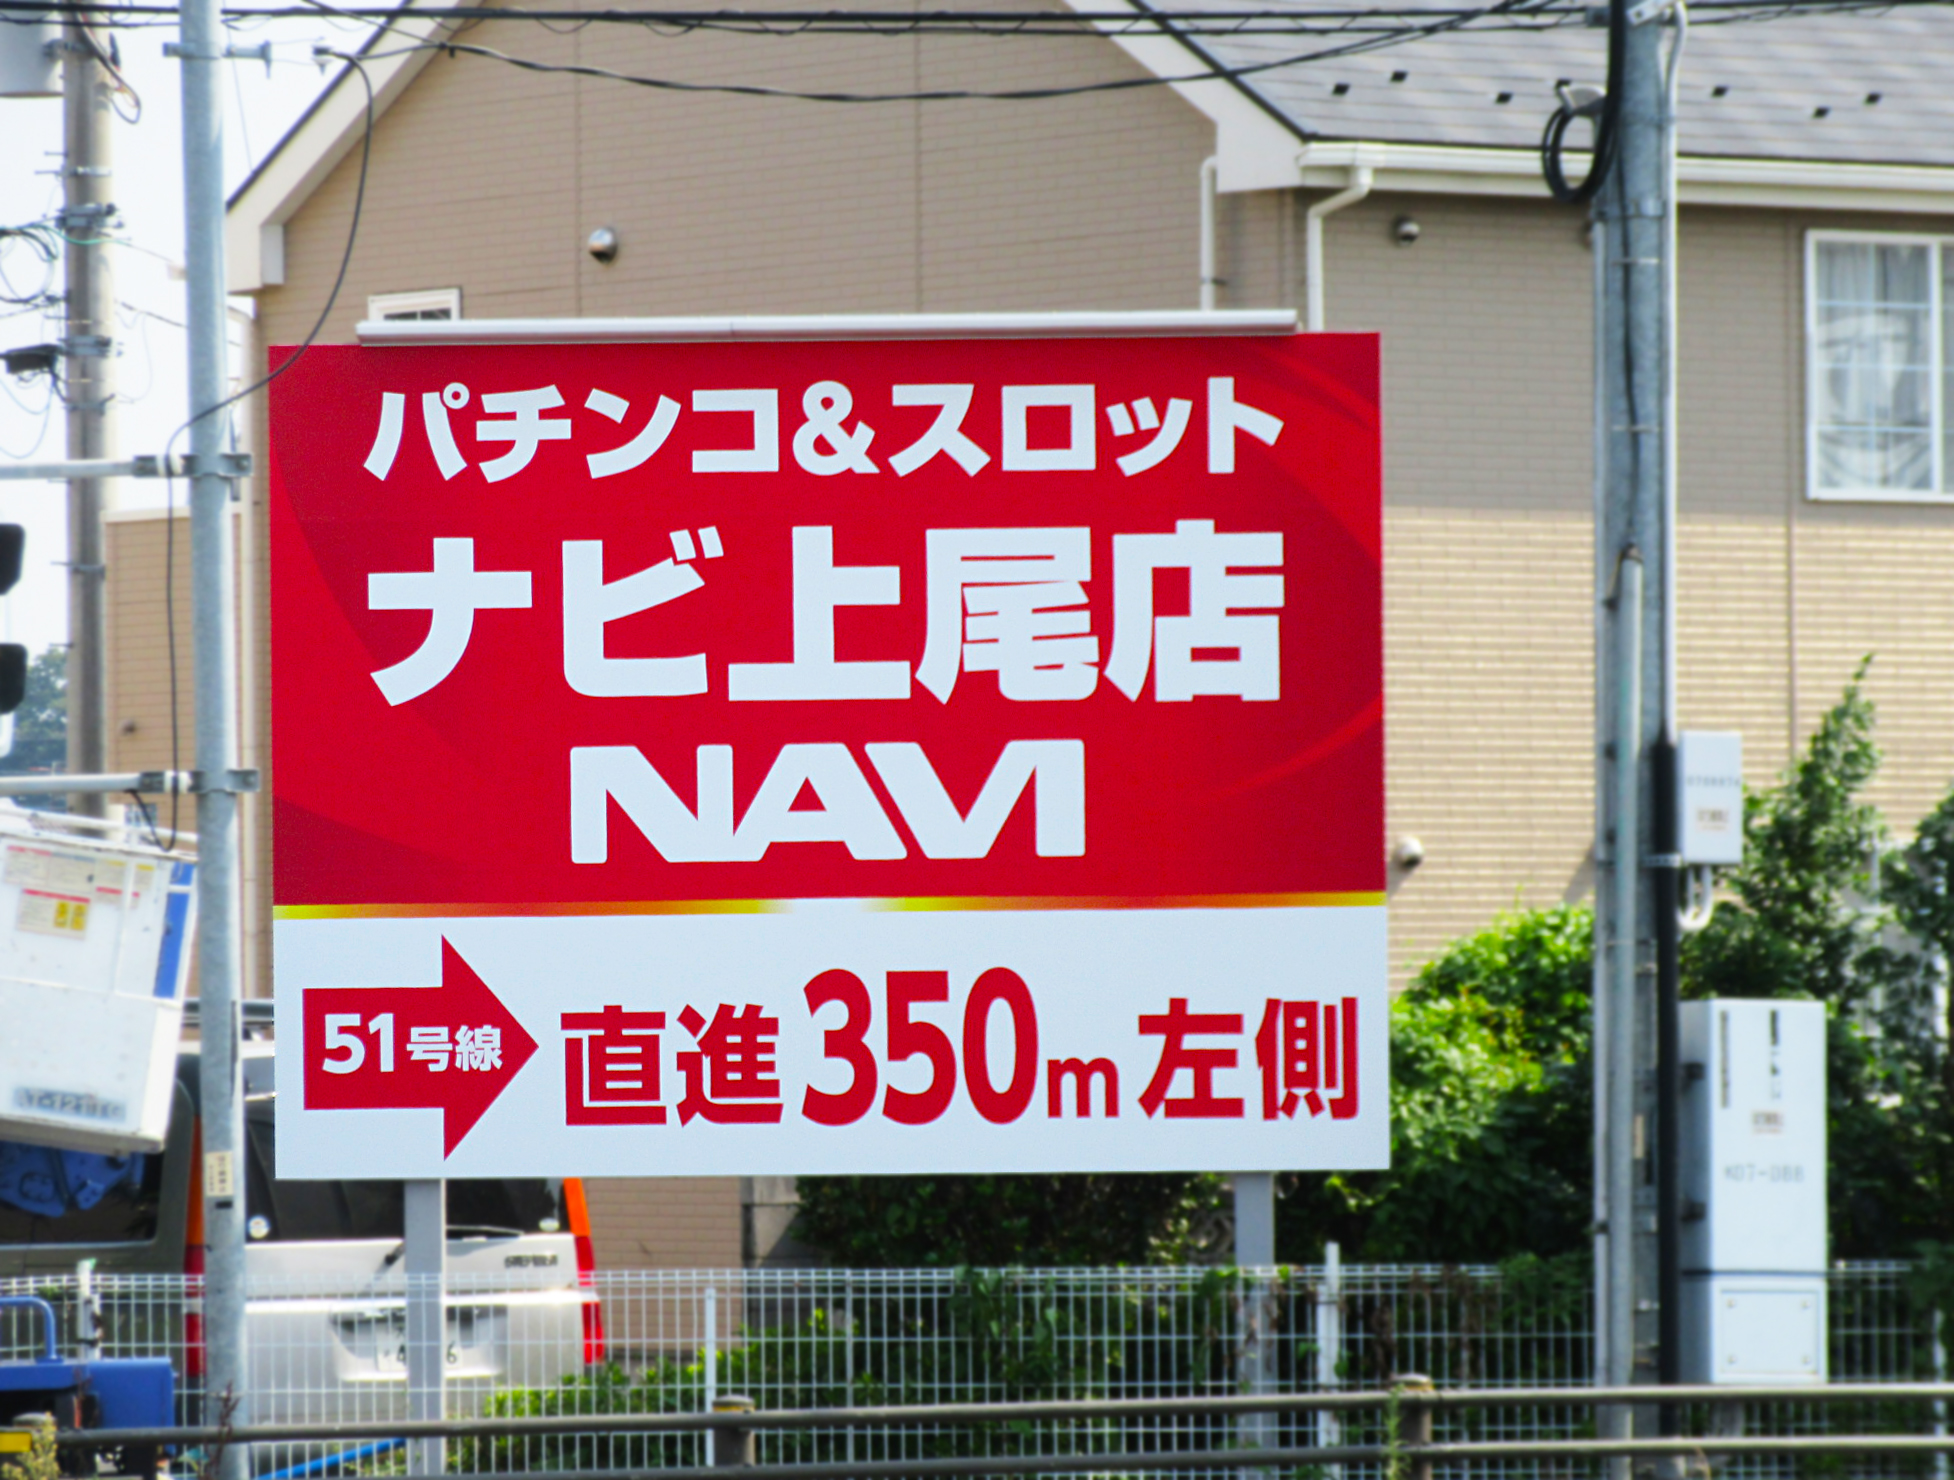 パチンコ&スロット
ナビ上尾店
NAVI
51号線
直進350m左側